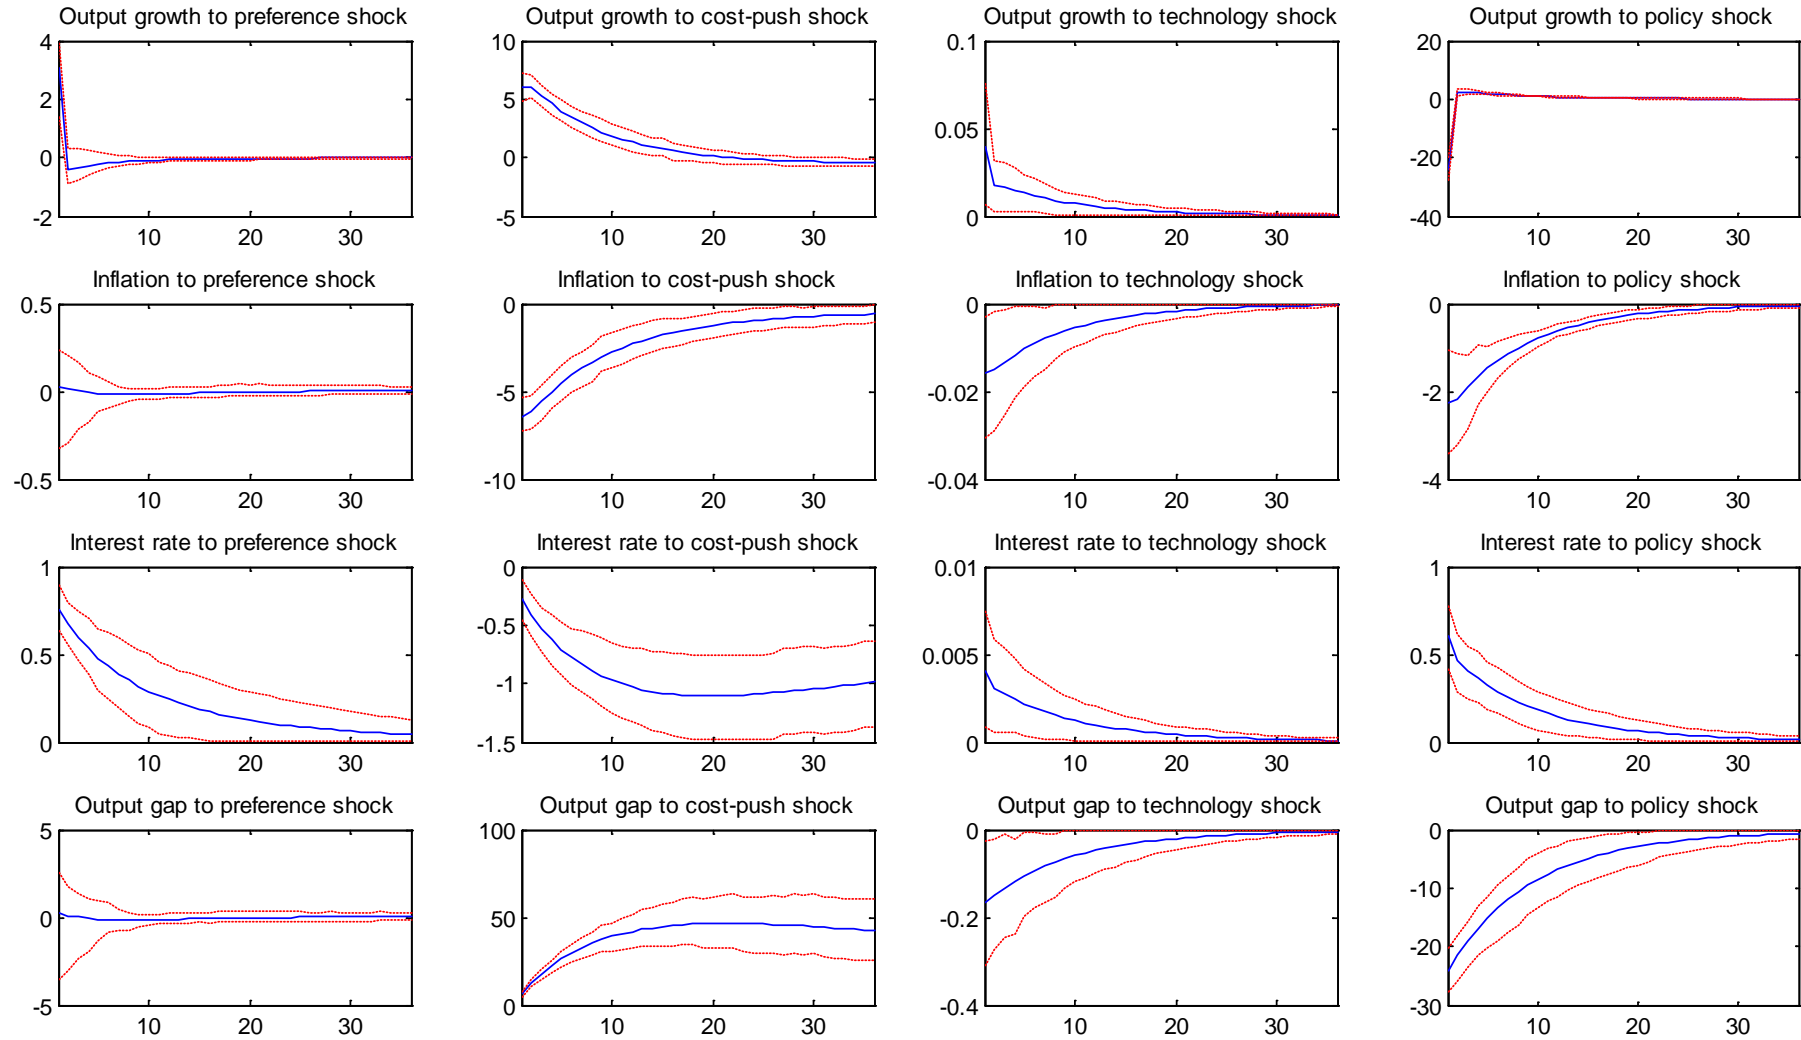 Output growth to preference shock
4
2
0
-2
10 20 30
Output growth to cost-push shock
10
5
0
-5
10 20 30
Output growth to technology shock
0.1
0.05
0
10 20 30
Output growth to policy shock
20
0
-20
-40
10 20 30
Inflation to preference shock
0.5
0
-0.5
10 20 30
Inflation to cost-push shock
0
-5
-10
10 20 30
Inflation to technology shock
0
-0.02
-0.04
10 20 30
Inflation to policy shock
0
-2
-4
10 20 30
Interest rate to preference shock
1
0.5
0
10 20 30
Interest rate to cost-push shock
0
-0.5
-1
-1.5
10 20 30
Interest rate to technology shock
0.01
0.005
0
10 20 30
Interest rate to policy shock
1
0.5
0
10 20 30
Output gap to preference shock
5
0
-5
10 20 30
Output gap to cost-push shock
100
50
0
10 20 30
Output gap to technology shock
0
-0.2
-0.4
10 20 30
Output gap to policy shock
0
-10
-20
-30
10 20 30